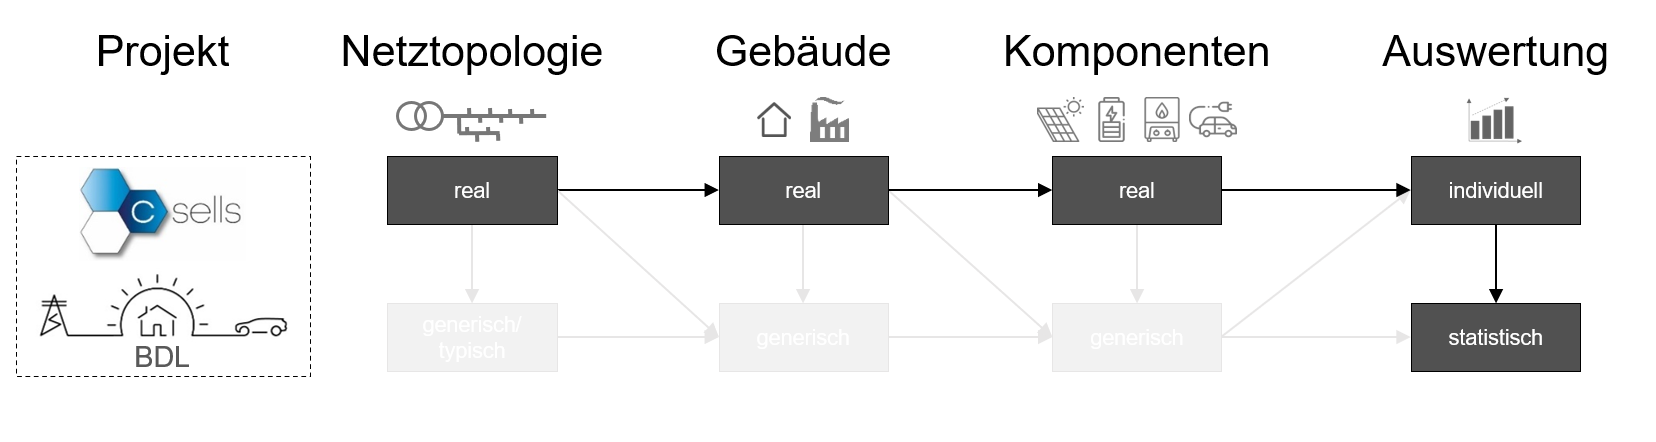 Projekt
Netztopologie
Gebäude
Komponenten
Auswertung
C sells
BDL
real
real
real
individuell
generisch/
typisch
generisch
generisch
statistisch